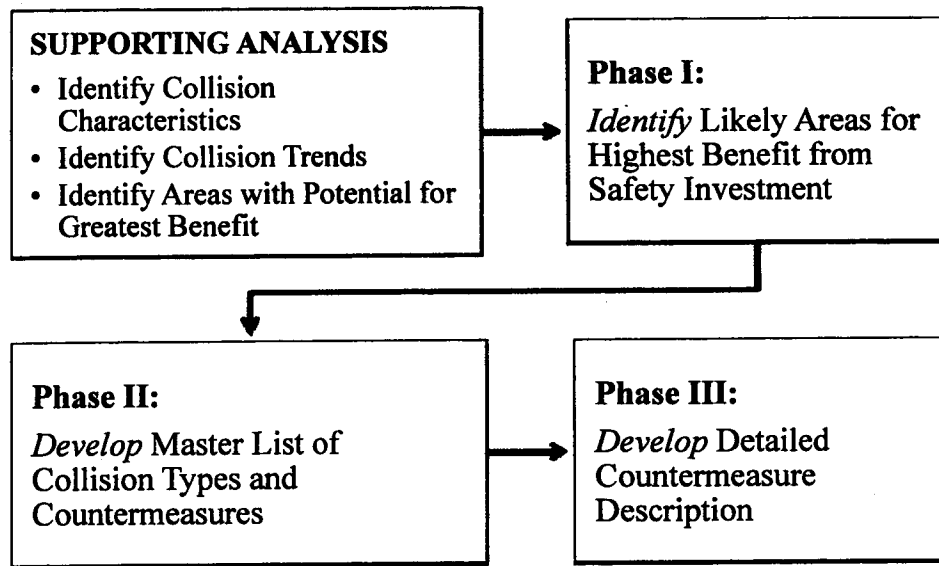 SUPPORTING ANALYSIS
• Identify Collision
Characteristics
• Identify Collision Trends
• Identify Areas with Potential for
Greatest Benefit
Phase I:
Identify Likely Areas for
Highest Benefit from
Safety Investment
Phase II:
Develop Master List of
Collision Types and
Countermeasures
Phase III:
Develop Detailed
Countermeasure
Description